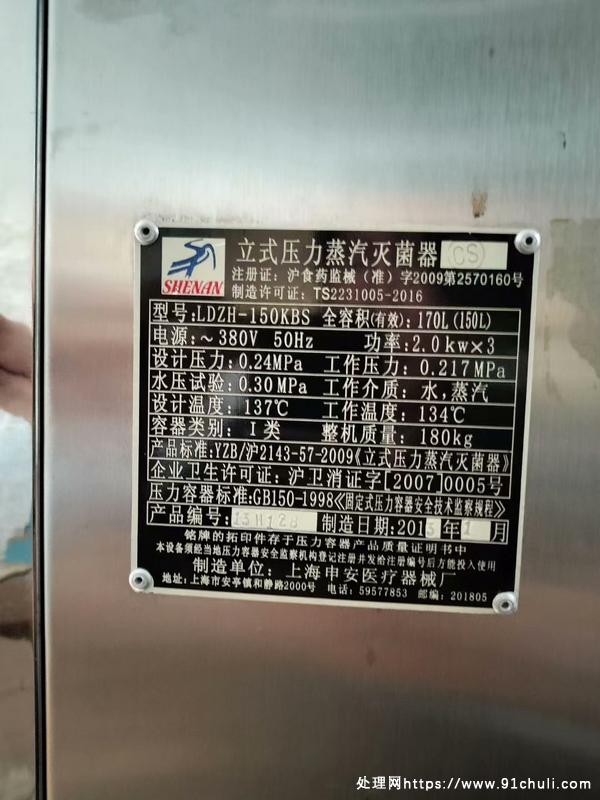 立式压力蒸汽灭菌器 CS
SHENAN
注册证: 沪食药监械(准)字2009第2570160号
制造许可证: TS2231005-2016
型号: LDZH-150KBS 全容积(有效): 170L(150L)
电源: ~380V 50Hz 功率: 2.0kw×3
设计压力: 0.24MPa 工作压力: 0.217MPa
水压试验: 0.30MPa 工作介质: 水,蒸汽
设计温度: 137℃ 工作温度: 134℃
容器类别: I类 整机质量: 180kg
产品标准: YZB/沪2143-57-2009《立式压力蒸汽灭菌器》
企业卫生许可证: 沪卫消证字[2007]0005号
压力容器标准: GB150-1998《固定式压力容器安全技术监察规程》
产品编号: 制造日期: 2015年1月
铭牌的拓印件存于压力容器产品质量证明书中
本设备须经当地压力容器安全监察机构登记注册并发给注册编号后方能投入使用
制造单位: 上海申安医疗器械厂
地址: 上海市安亭镇和静路2000号 电话: 59577853 邮编: 201805
处理网https://www.91chuli.com